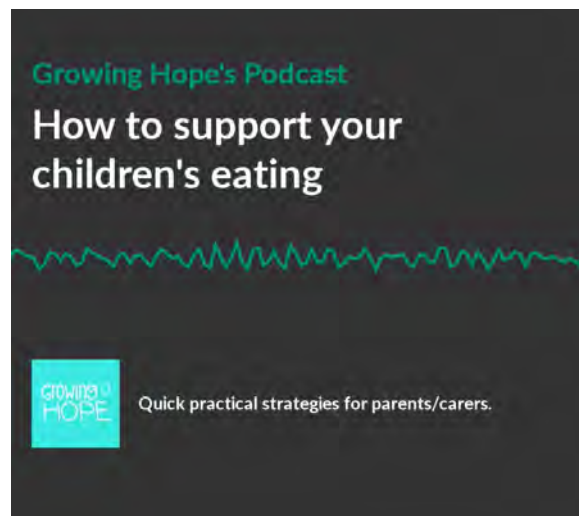 Growing Hope's Podcast
How to support your
children's eating
Growing
HOPE
Quick practical strategies for parents/carers.